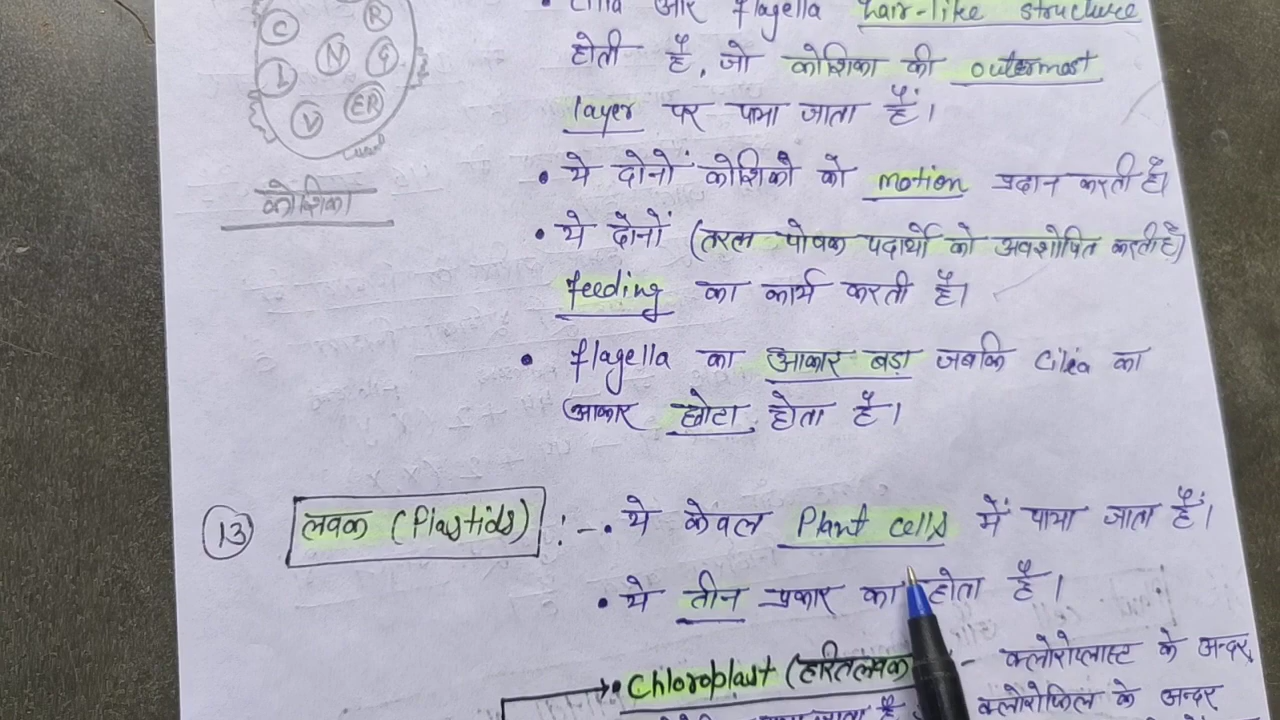 • Cilia और flagella hair-like structure
होती हैं, जो कोशिका की outermost
layer पर पाया जाता हैं।
• ये दोनों कोशिको को motion प्रदान करती हैं।
• ये दोनों (तरल पोषक पदार्थो को अवशोषित करती हैं)
feeding का कार्य करती हैं।
• flagella का आकार बड़ा जबकि Cilia का
आकार छोटा होता हैं।
C R
N G
L
V ER
कोशिका
13 लवक (Plastids) :- • ये केवल Plant cells में पाया जाता हैं।
• ये तीन प्रकार का होता हैं।
→ • Chloroplast (हरितलवक - क्लोरोप्लास्ट के अन्दर
पाया जाता है क्लोरोफिल के अन्दर